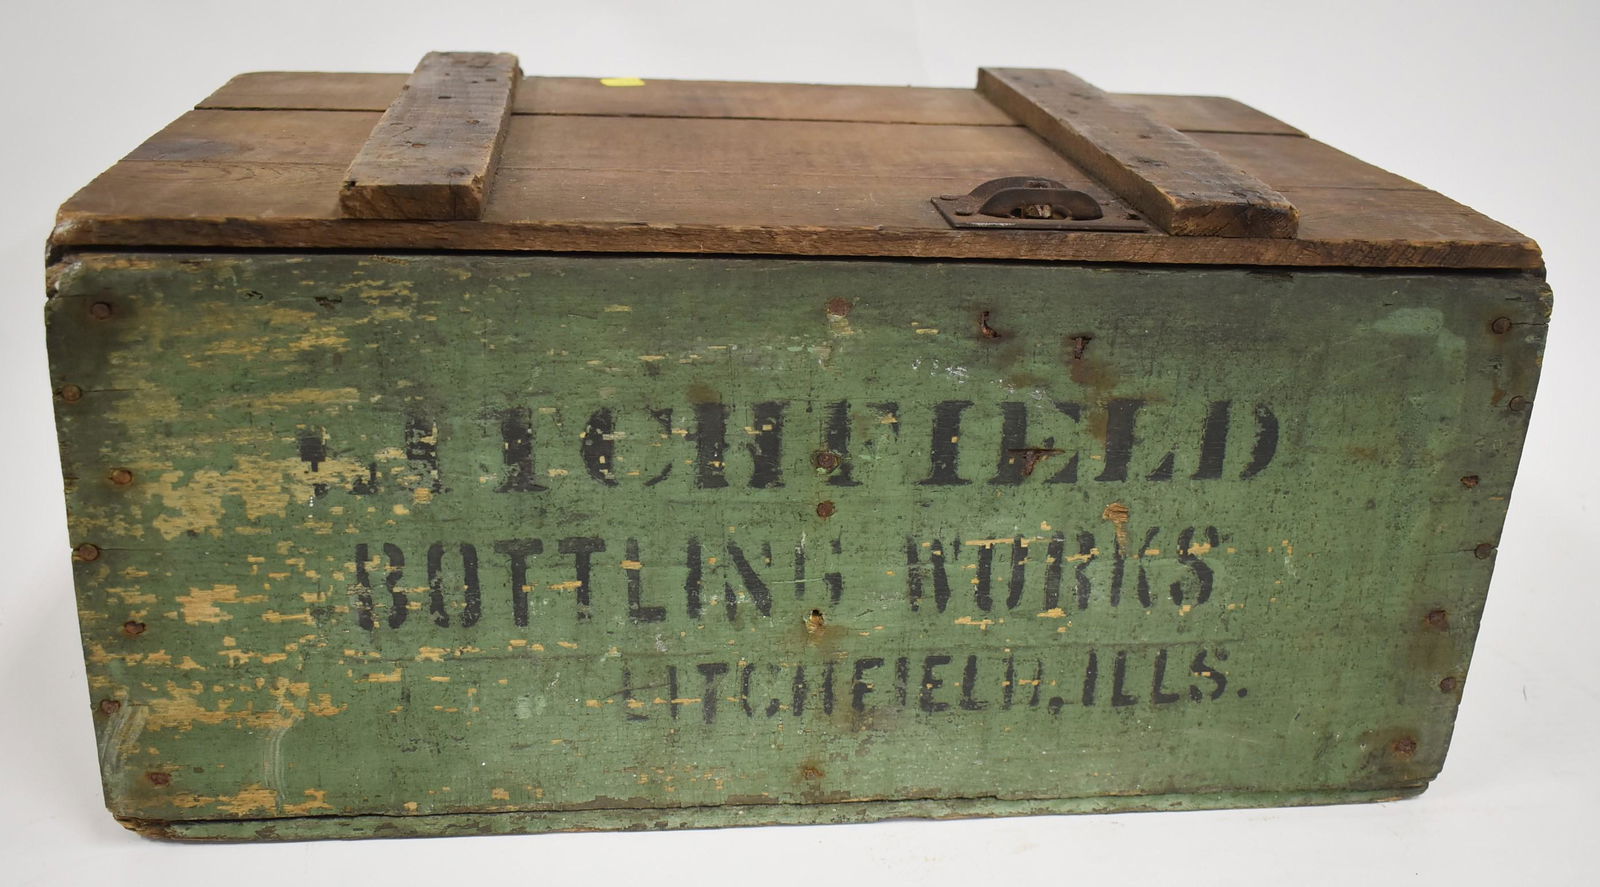 LITCHFIELD
BOTTLING WORKS
LITCHFIELD, ILLS.